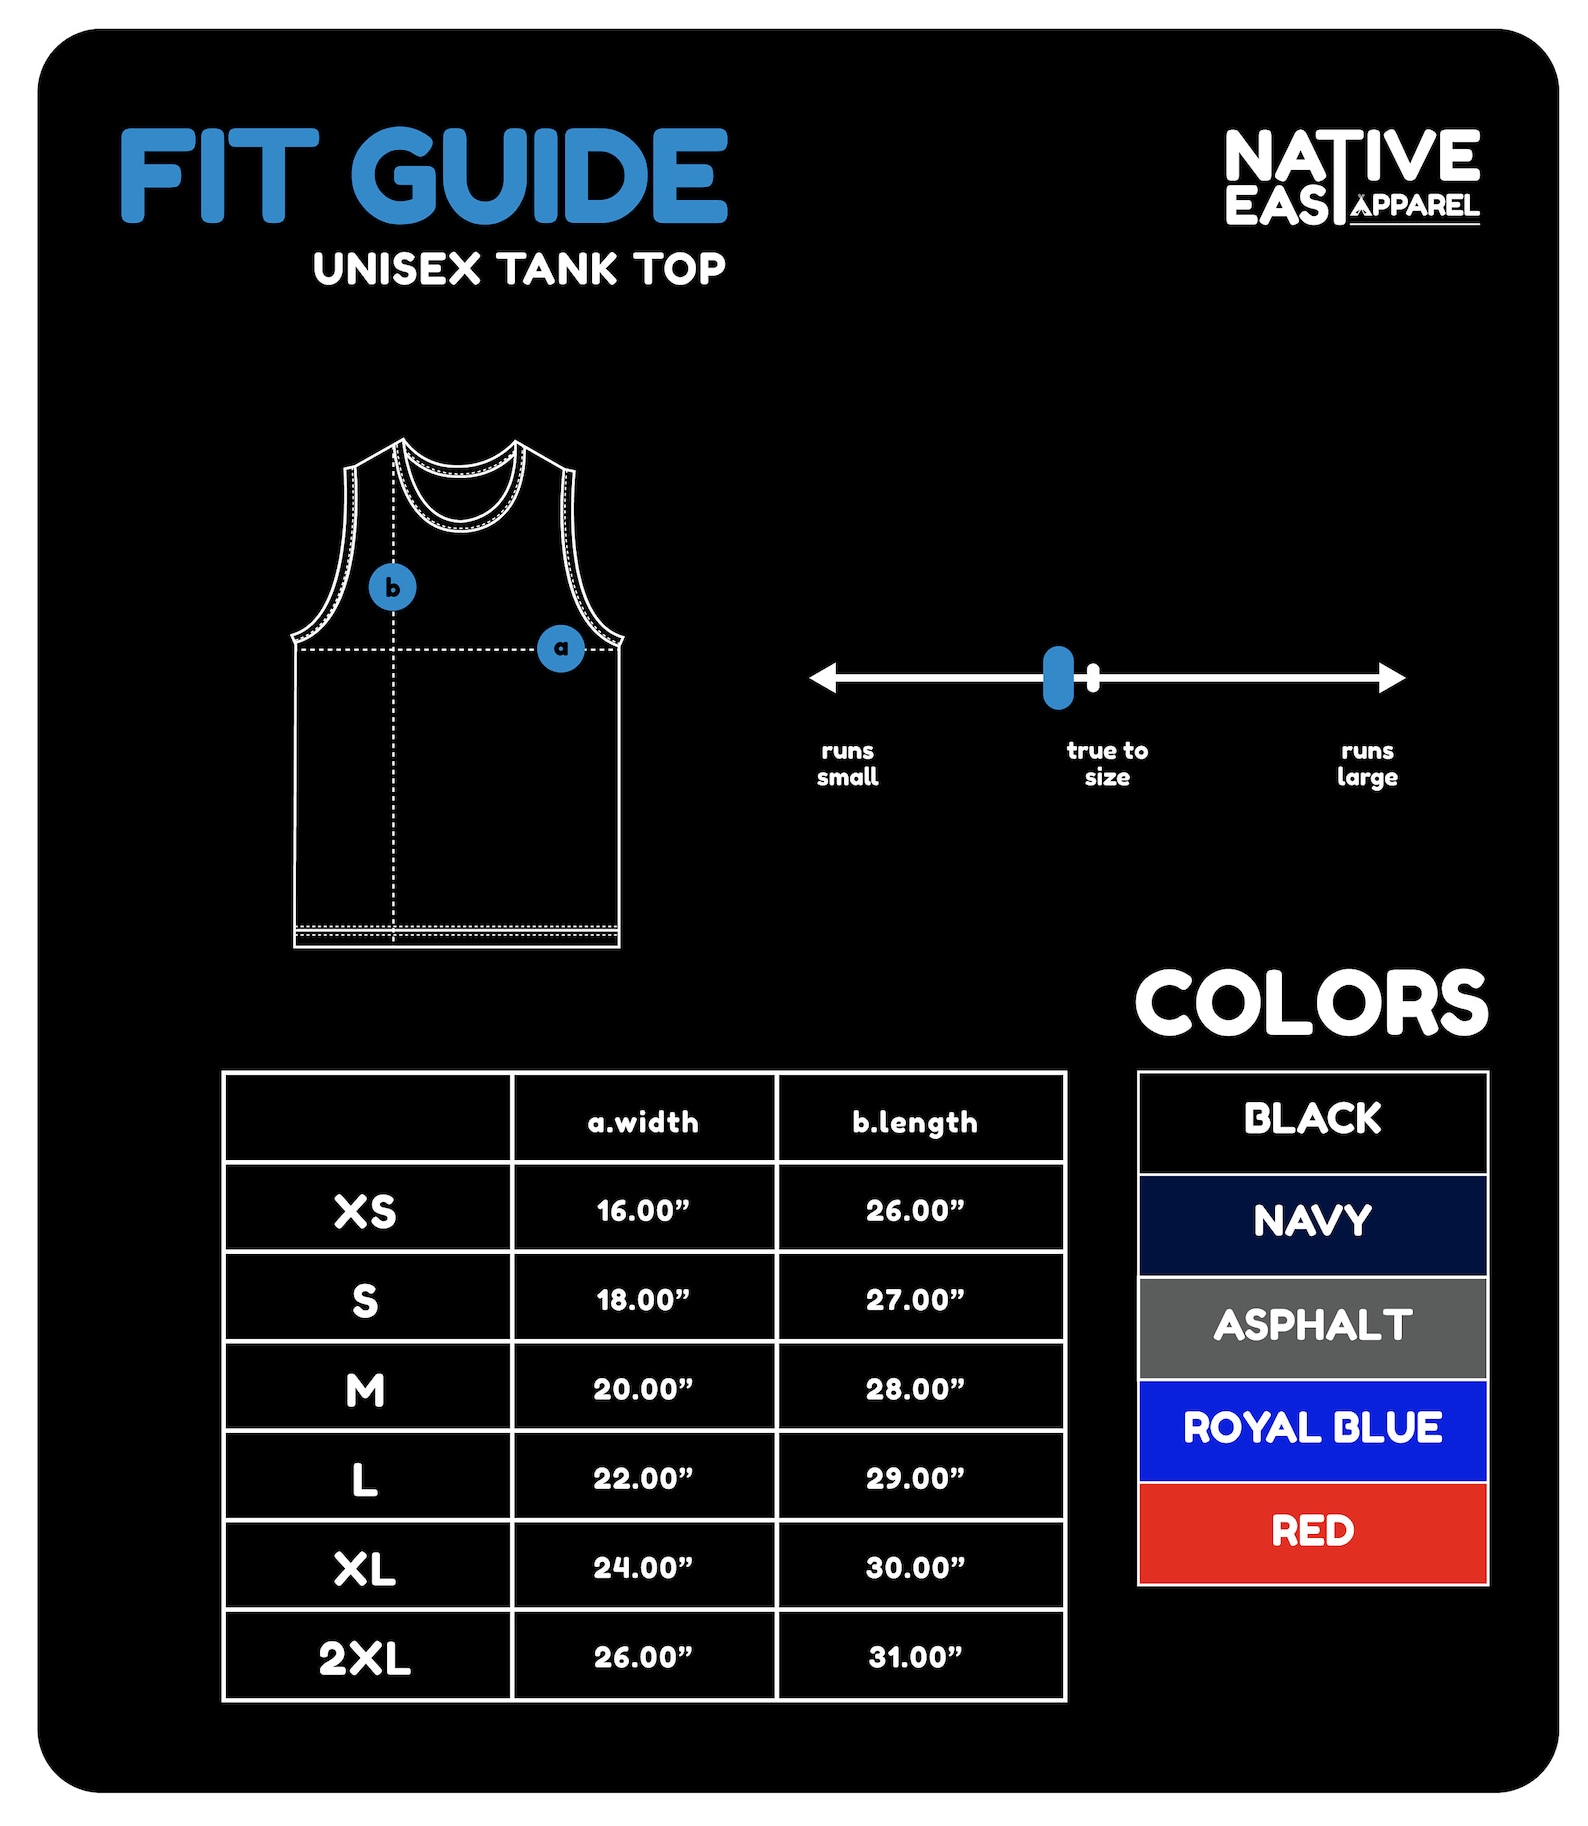 FIT GUIDE
UNISEX TANK TOP
NATIVE
EAST APPAREL
b
a
runs
small
true to
size
runs
large
COLORS
a.width b.length
XS 16.00” 26.00”
S 18.00” 27.00”
M 20.00” 28.00”
L 22.00” 29.00”
XL 24.00” 30.00”
2XL 26.00” 31.00”
BLACK
NAVY
ASPHALT
ROYAL BLUE
RED